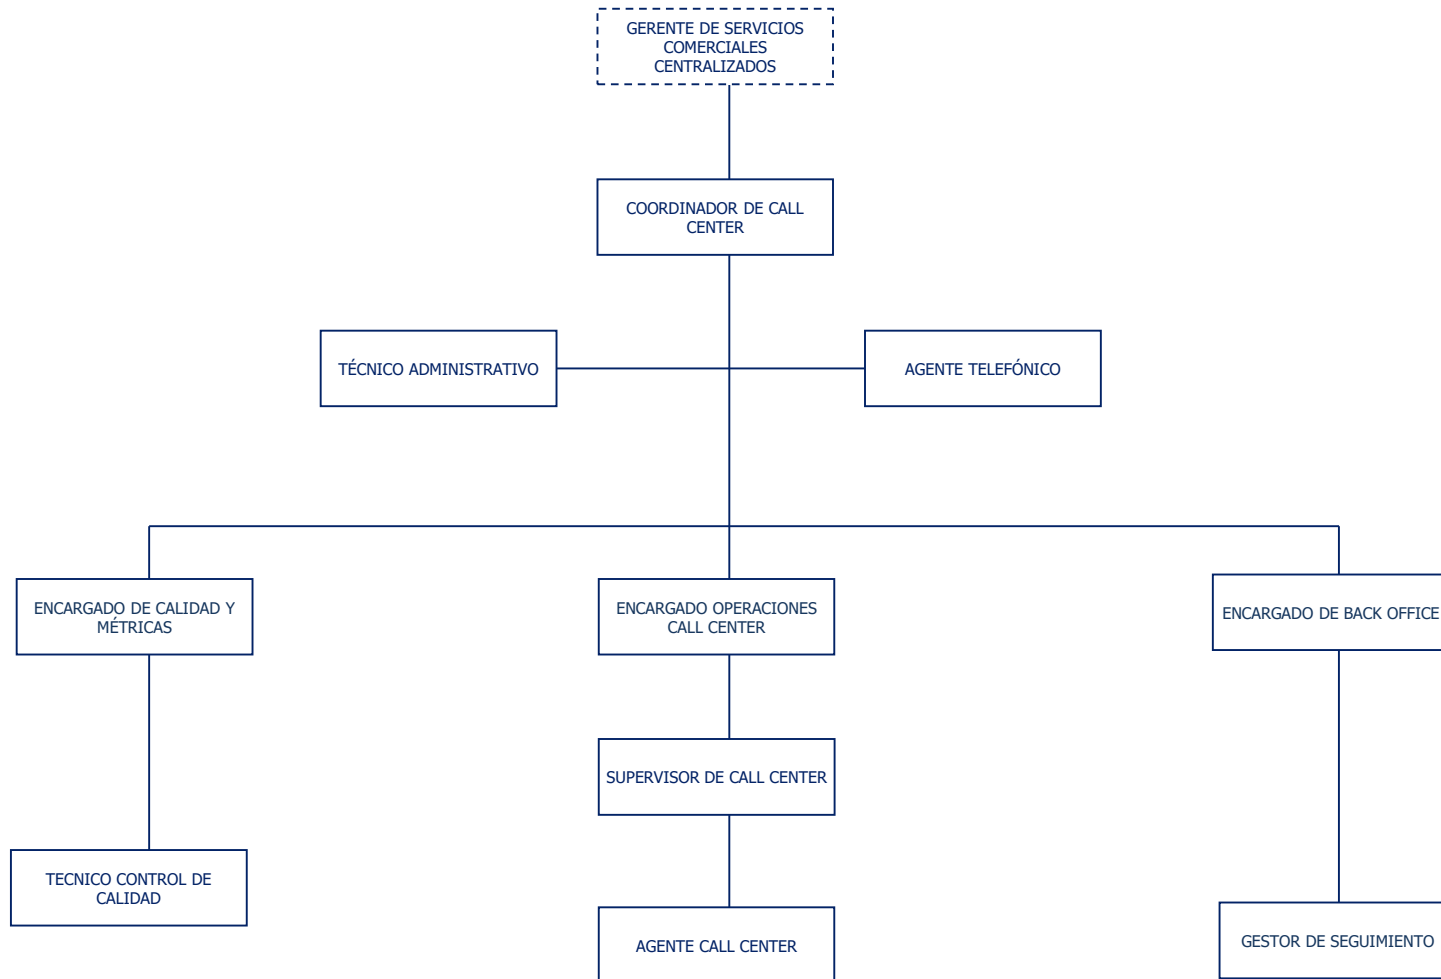 GERENTE DE SERVICIOS
COMERCIALES
CENTRALIZADOS
COORDINADOR DE CALL
CENTER
TÉCNICO ADMINISTRATIVO
AGENTE TELEFÓNICO
ENCARGADO DE CALIDAD Y
MÉTRICAS
ENCARGADO OPERACIONES
CALL CENTER
ENCARGADO DE BACK OFFICE
SUPERVISOR DE CALL CENTER
TECNICO CONTROL DE
CALIDAD
AGENTE CALL CENTER
GESTOR DE SEGUIMIENTO